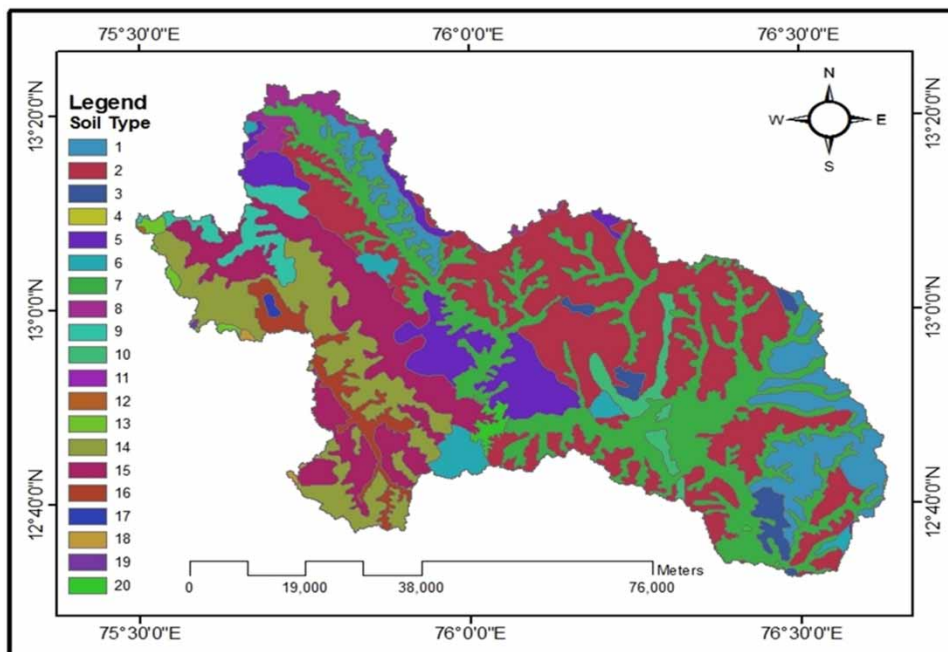 75°30'0"E 76°0'0"E 76°30'0"E
N
W E
S
13°20'0"N 13°20'0"N
Legend
Soil Type
1
2
3
4
5
6
7
8
9
10
11
12
13
14
15
16
17
18
19
20
13°0'0"N 13°0'0"N
12°40'0"N 12°40'0"N
Meters
0 19,000 38,000 76,000
75°30'0"E 76°0'0"E 76°30'0"E